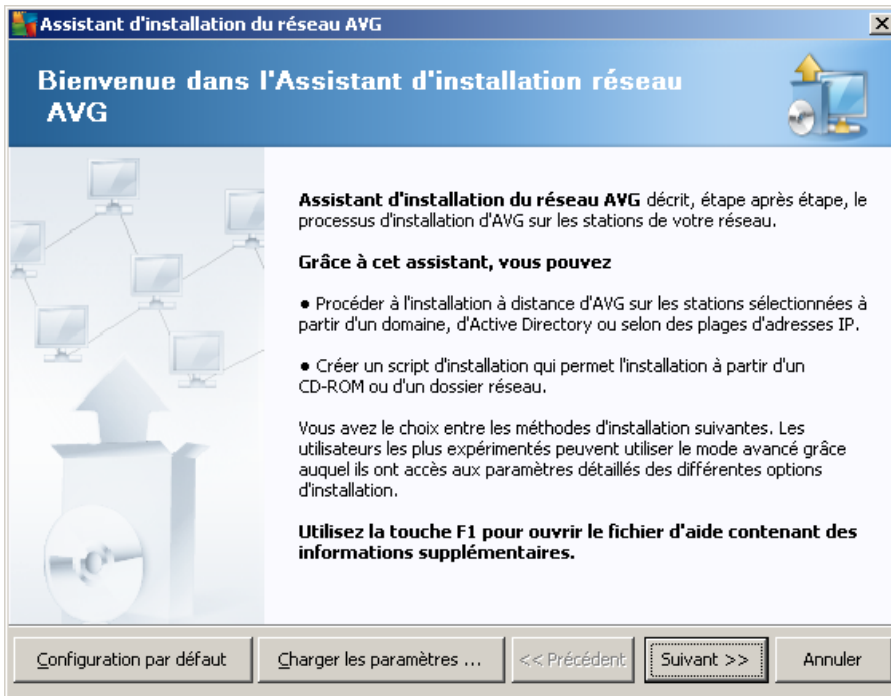 Assistant d'installation du réseau AVG
Bienvenue dans l'Assistant d'installation réseau
AVG
Assistant d'installation du réseau AVG décrit, étape après étape, le
processus d'installation d'AVG sur les stations de votre réseau.
Grâce à cet assistant, vous pouvez
● Procéder à l'installation à distance d'AVG sur les stations sélectionnées à
partir d'un domaine, d'Active Directory ou selon des plages d'adresses IP.
● Créer un script d'installation qui permet l'installation à partir d'un
CD-ROM ou d'un dossier réseau.
Vous avez le choix entre les méthodes d'installation suivantes. Les
utilisateurs les plus expérimentés peuvent utiliser le mode avancé grâce
auquel ils ont accès aux paramètres détaillés des différentes options
d'installation.
Utilisez la touche F1 pour ouvrir le fichier d'aide contenant des
informations supplémentaires.
Configuration par défaut
Charger les paramètres ...
<< Précédent
Suivant >>
Annuler